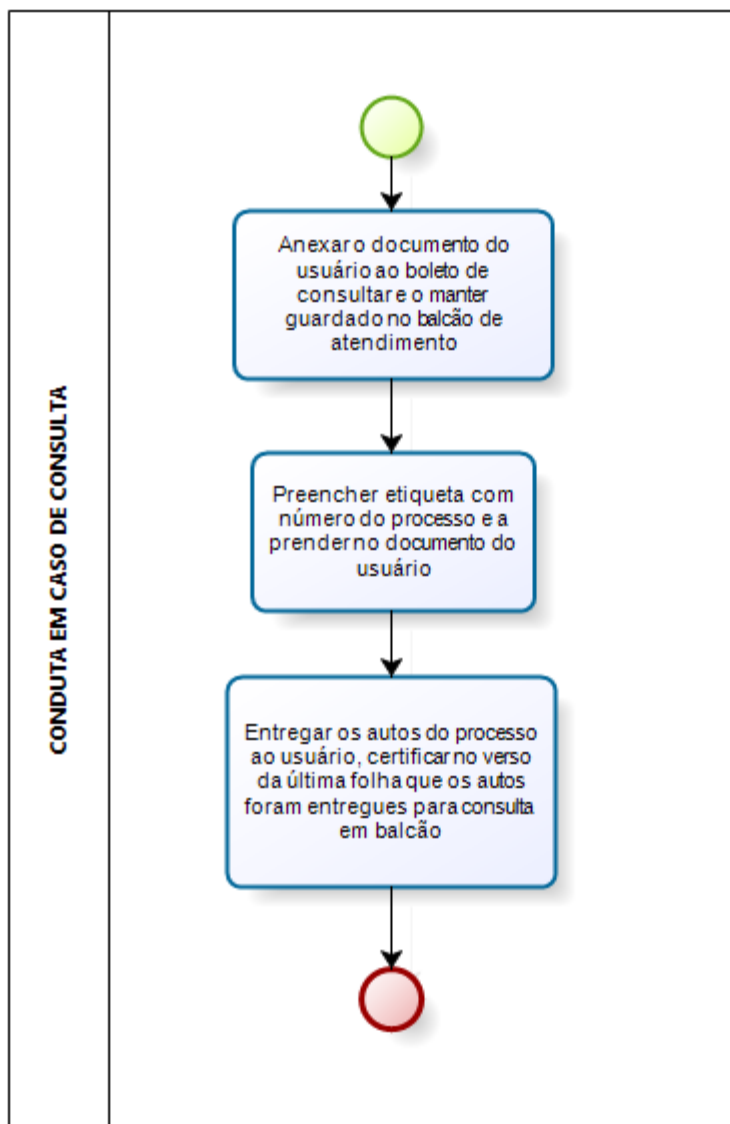 CONDUTA EM CASO DE CONSULTA
Anexar o documento do
usuário ao boleto de
consultar e o manter
guardado no balcão de
atendimento
Preencher etiqueta com
número do processo e a
prender no documento do
usuário
Entregar os autos do processo
ao usuário, certificar no verso
da última folha que os autos
foram entregues para consulta
em balcão